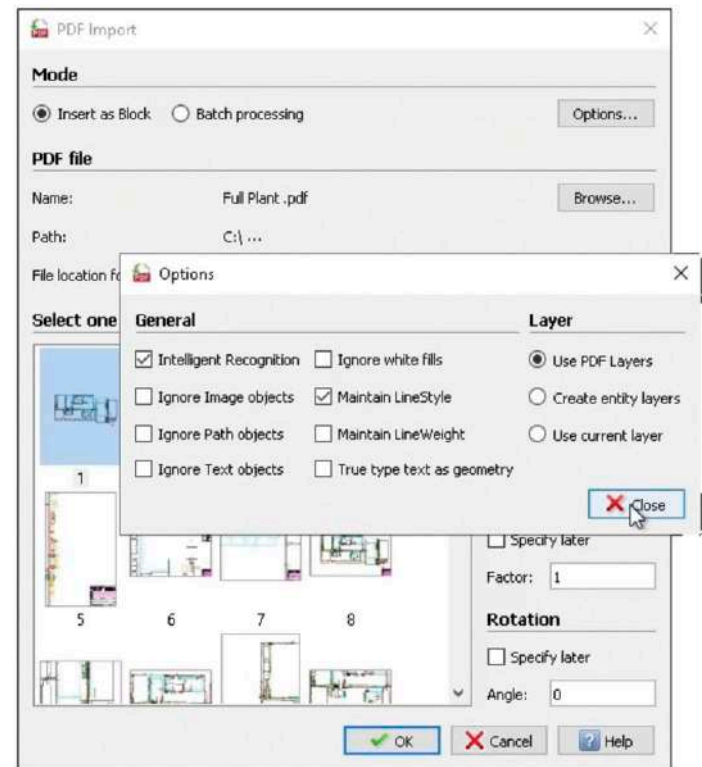 PDF Import
Mode
Insert as Block Batch processing Options...
PDF file
Name: Full Plant .pdf Browse...
Path: C:\ ...
File location fo
Options
Select one
General Layer
Intelligent Recognition Ignore white fills Use PDF Layers
Ignore Image objects Maintain LineStyle Create entity layers
Ignore Path objects Maintain LineWeight Use current layer
Ignore Text objects True type text as geometry
1
Close
Specify later
Factor: 1
5 6 7 8
Rotation
Specify later
Angle: 0
OK Cancel Help